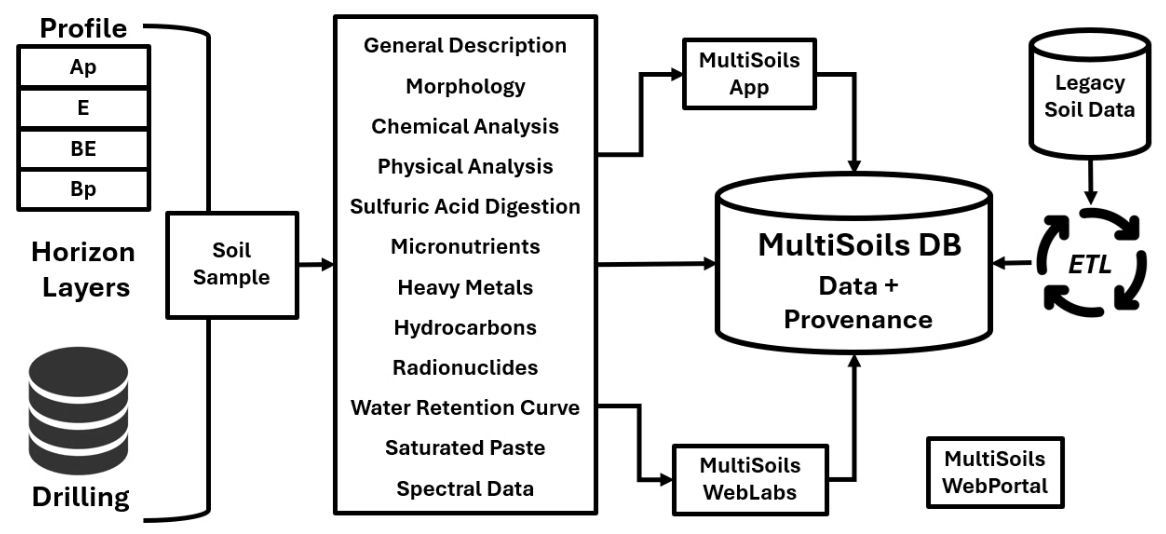 Profile
Ap
E
BE
Bp
Horizon
Layers
Drilling
Soil
Sample
General Description
Morphology
Chemical Analysis
Physical Analysis
Sulfuric Acid Digestion
Micronutrients
Heavy Metals
Hydrocarbons
Radionuclides
Water Retention Curve
Saturated Paste
Spectral Data
MultiSoils
App
MultiSoils DB
Data +
Provenance
MultiSoils
WebLabs
Legacy
Soil Data
ETL
MultiSoils
WebPortal